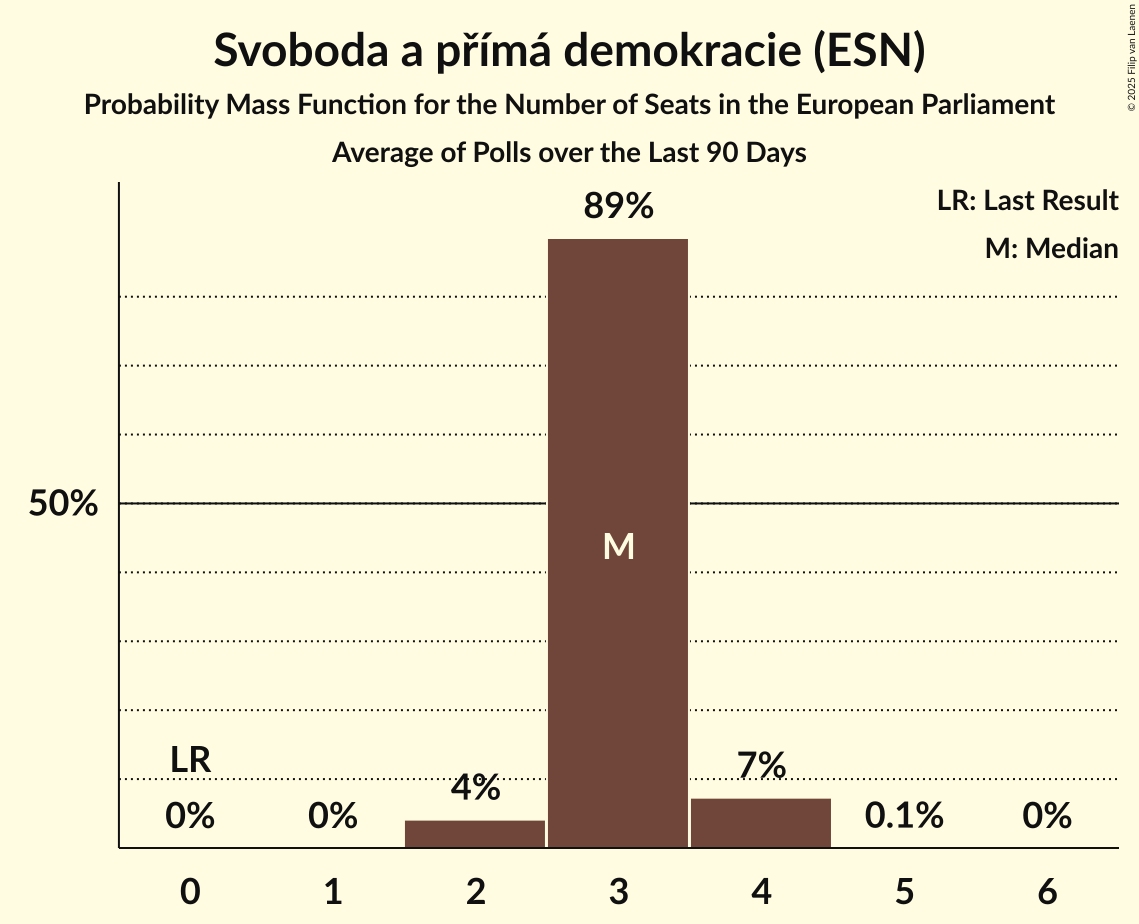 Svoboda a přímá demokracie (ESN)
Probability Mass Function for the Number of Seats in the European Parliament
Average of Polls over the Last 90 Days
© 2025 Filip van Laenen
LR: Last Result
M: Median
89%
50%
M
LR
0%
0%
4%
7%
0.1%
0%
0 1 2 3 4 5 6